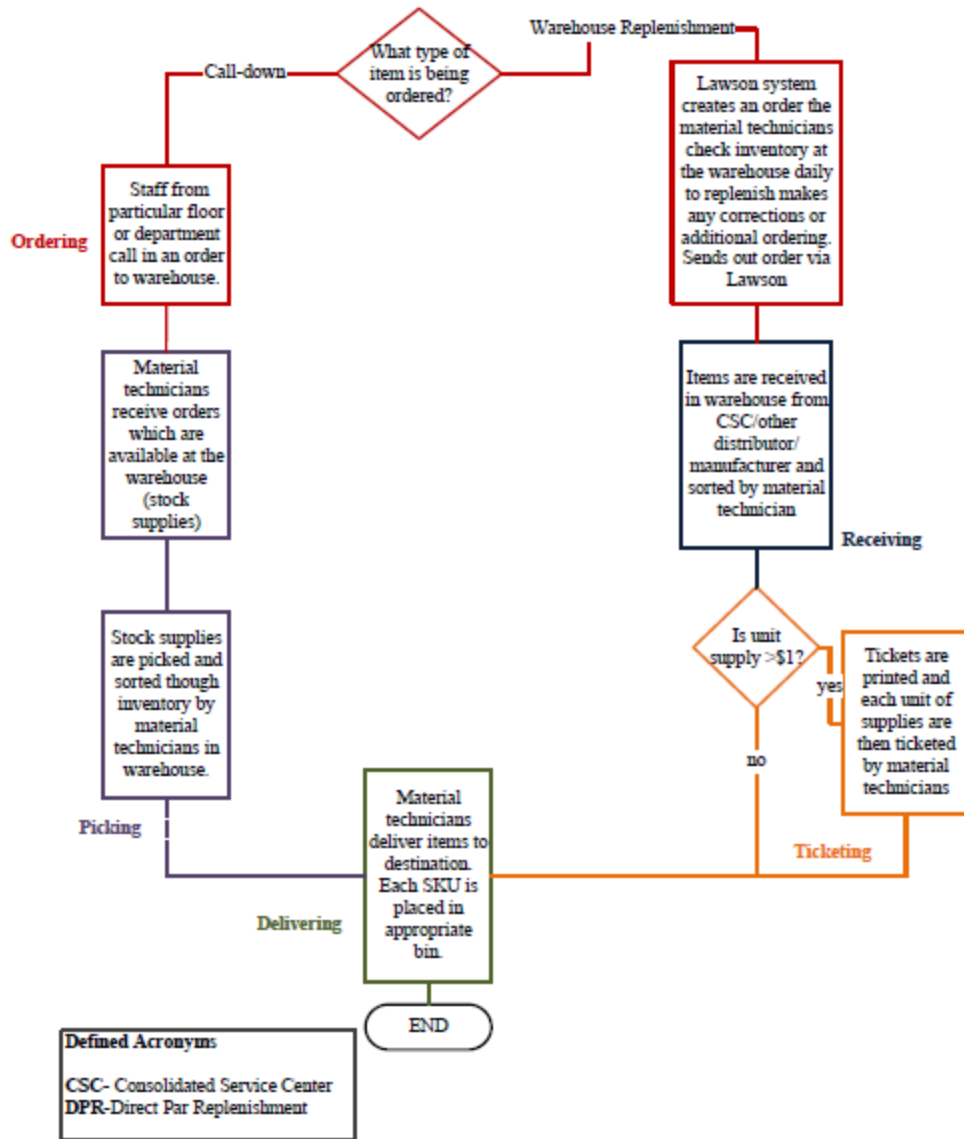 What type of
item is being
ordered?
Call-down
Warehouse Replenishment
Ordering
Staff from
particular floor
or department
call in an order
to warehouse.
Lawson system
creates an order the
material technicians
check inventory at
the warehouse daily
to replenish makes
any corrections or
additional ordering.
Sends out order via
Lawson
Material
technicians
receive orders
which are
available at the
warehouse
(stock
supplies)
Items are received
in warehouse from
CSC/other
distributor/
manufacturer and
sorted by material
technician
Receiving
Stock supplies
are picked and
sorted though
inventory by
material
technicians in
warehouse.
Picking
Is unit
supply >$1?
yes
no
Tickets are
printed and
each unit of
supplies are
then ticketed
by material
technicians
Ticketing
Material
technicians
deliver items to
destination.
Each SKU is
placed in
appropriate
bin.
Delivering
END
Defined Acronyms
CSC- Consolidated Service Center
DPR-Direct Par Replenishment